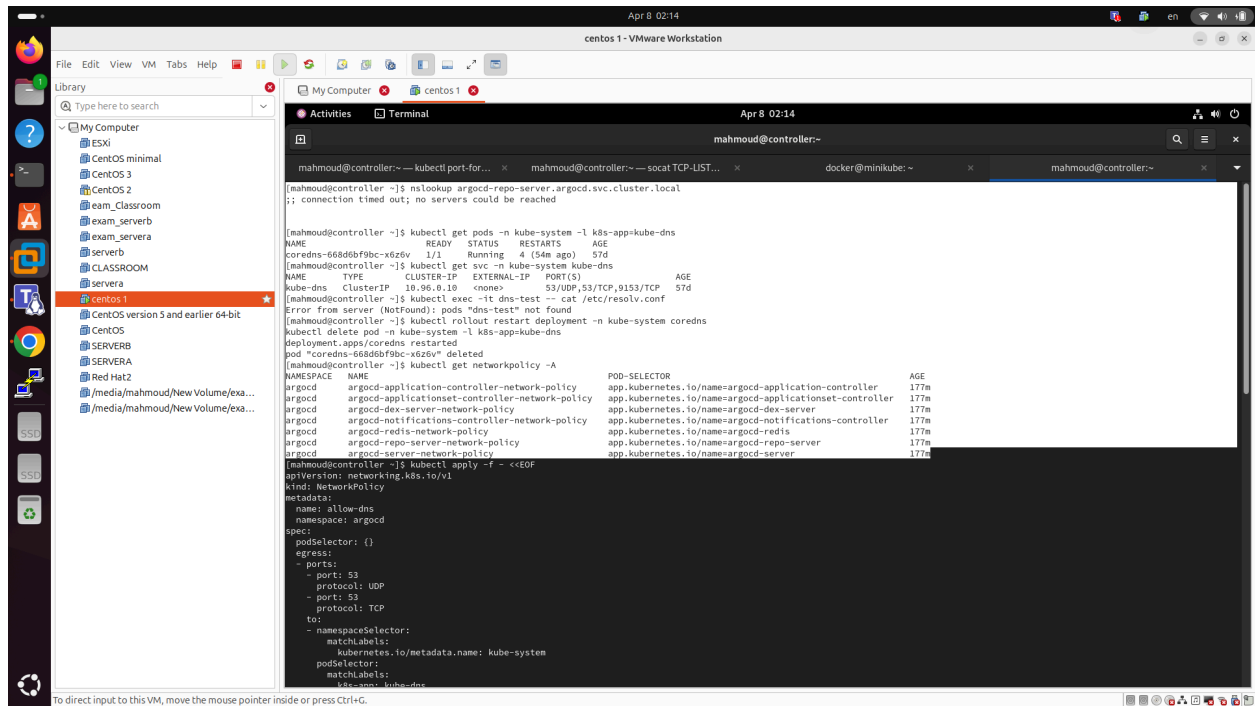 Apr 8 02:14
en
centos 1 - VMware Workstation
File Edit View VM Tabs Help
Library
My Computer
centos 1
Type here to search
My Computer
ESXi
CentOS minimal
CentOS 3
CentOS 2
eam_Classroom
exam_serverb
exam_servera
serverb
CLASSROOM
servera
centos 1
CentOS version 5 and earlier 64-bit
CentOS
SERVERB
SERVERA
Red Hat2
/media/mahmoud/New Volume/exa...
/media/mahmoud/New Volume/exa...
1
SSD
SSD
Activities Terminal Apr 8 02:14
mahmoud@controller:~
mahmoud@controller:~ — kubectl port-for... mahmoud@controller:~ — socat TCP-LIST... docker@minikube: ~ mahmoud@controller:~
[mahmoud@controller ~]$ nslookup argocd-repo-server.argocd.svc.cluster.local
;; connection timed out; no servers could be reached
[mahmoud@controller ~]$ kubectl get pods -n kube-system -l k8s-app=kube-dns
NAME READY STATUS RESTARTS AGE
coredns-668d6bf9bc-x6z6v 1/1 Running 4 (54m ago) 57d
[mahmoud@controller ~]$ kubectl get svc -n kube-system kube-dns
NAME TYPE CLUSTER-IP EXTERNAL-IP PORT(S) AGE
kube-dns ClusterIP 10.96.0.10 <none> 53/UDP,53/TCP,9153/TCP 57d
[mahmoud@controller ~]$ kubectl exec -it dns-test -- cat /etc/resolv.conf
Error from server (NotFound): pods "dns-test" not found
[mahmoud@controller ~]$ kubectl rollout restart deployment -n kube-system coredns
kubectl delete pod -n kube-system -l k8s-app=kube-dns
deployment.apps/coredns restarted
pod "coredns-668d6bf9bc-x6z6v" deleted
[mahmoud@controller ~]$ kubectl get networkpolicy -A
NAMESPACE NAME POD-SELECTOR AGE
argocd argocd-application-controller-network-policy app.kubernetes.io/name=argocd-application-controller 177m
argocd argocd-applicationset-controller-network-policy app.kubernetes.io/name=argocd-applicationset-controller 177m
argocd argocd-dex-server-network-policy app.kubernetes.io/name=argocd-dex-server 177m
argocd argocd-notifications-controller-network-policy app.kubernetes.io/name=argocd-notifications-controller 177m
argocd argocd-redis-network-policy app.kubernetes.io/name=argocd-redis 177m
argocd argocd-repo-server-network-policy app.kubernetes.io/name=argocd-repo-server 177m
argocd argocd-server-network-policy app.kubernetes.io/name=argocd-server 177m
[mahmoud@controller ~]$ kubectl apply -f - <<EOF
apiVersion: networking.k8s.io/v1
kind: NetworkPolicy
metadata:
  name: allow-dns
  namespace: argocd
spec:
  podSelector: {}
  egress:
  - ports:
    - port: 53
      protocol: UDP
    - port: 53
      protocol: TCP
    to:
    - namespaceSelector:
        matchLabels:
          kubernetes.io/metadata.name: kube-system
      podSelector:
        matchLabels:
          k8s-app: kube-dns
To direct input to this VM, move the mouse pointer inside or press Ctrl+G.